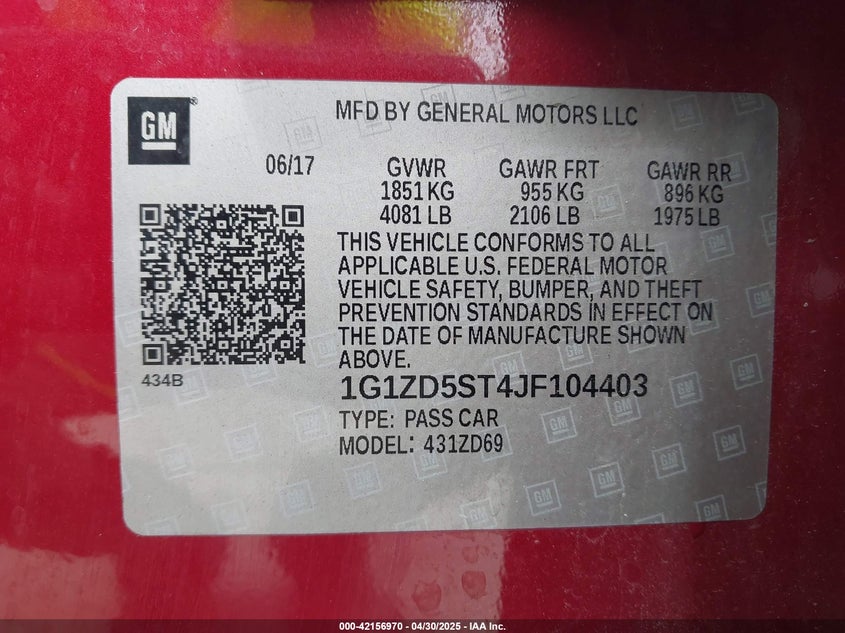 GM
MFD BY GENERAL MOTORS LLC
06/17
GVWR
1851 KG
4081 LB
GAWR FRT
955 KG
2106 LB
GAWR RR
896 KG
1975 LB
THIS VEHICLE CONFORMS TO ALL
APPLICABLE U.S. FEDERAL MOTOR
VEHICLE SAFETY, BUMPER, AND THEFT
PREVENTION STANDARDS IN EFFECT ON
THE DATE OF MANUFACTURE SHOWN
ABOVE.
434B
1G1ZD5ST4JF104403
TYPE: PASS CAR
MODEL: 431ZD69
000-42156970 - 04/30/2025 - IAA Inc.